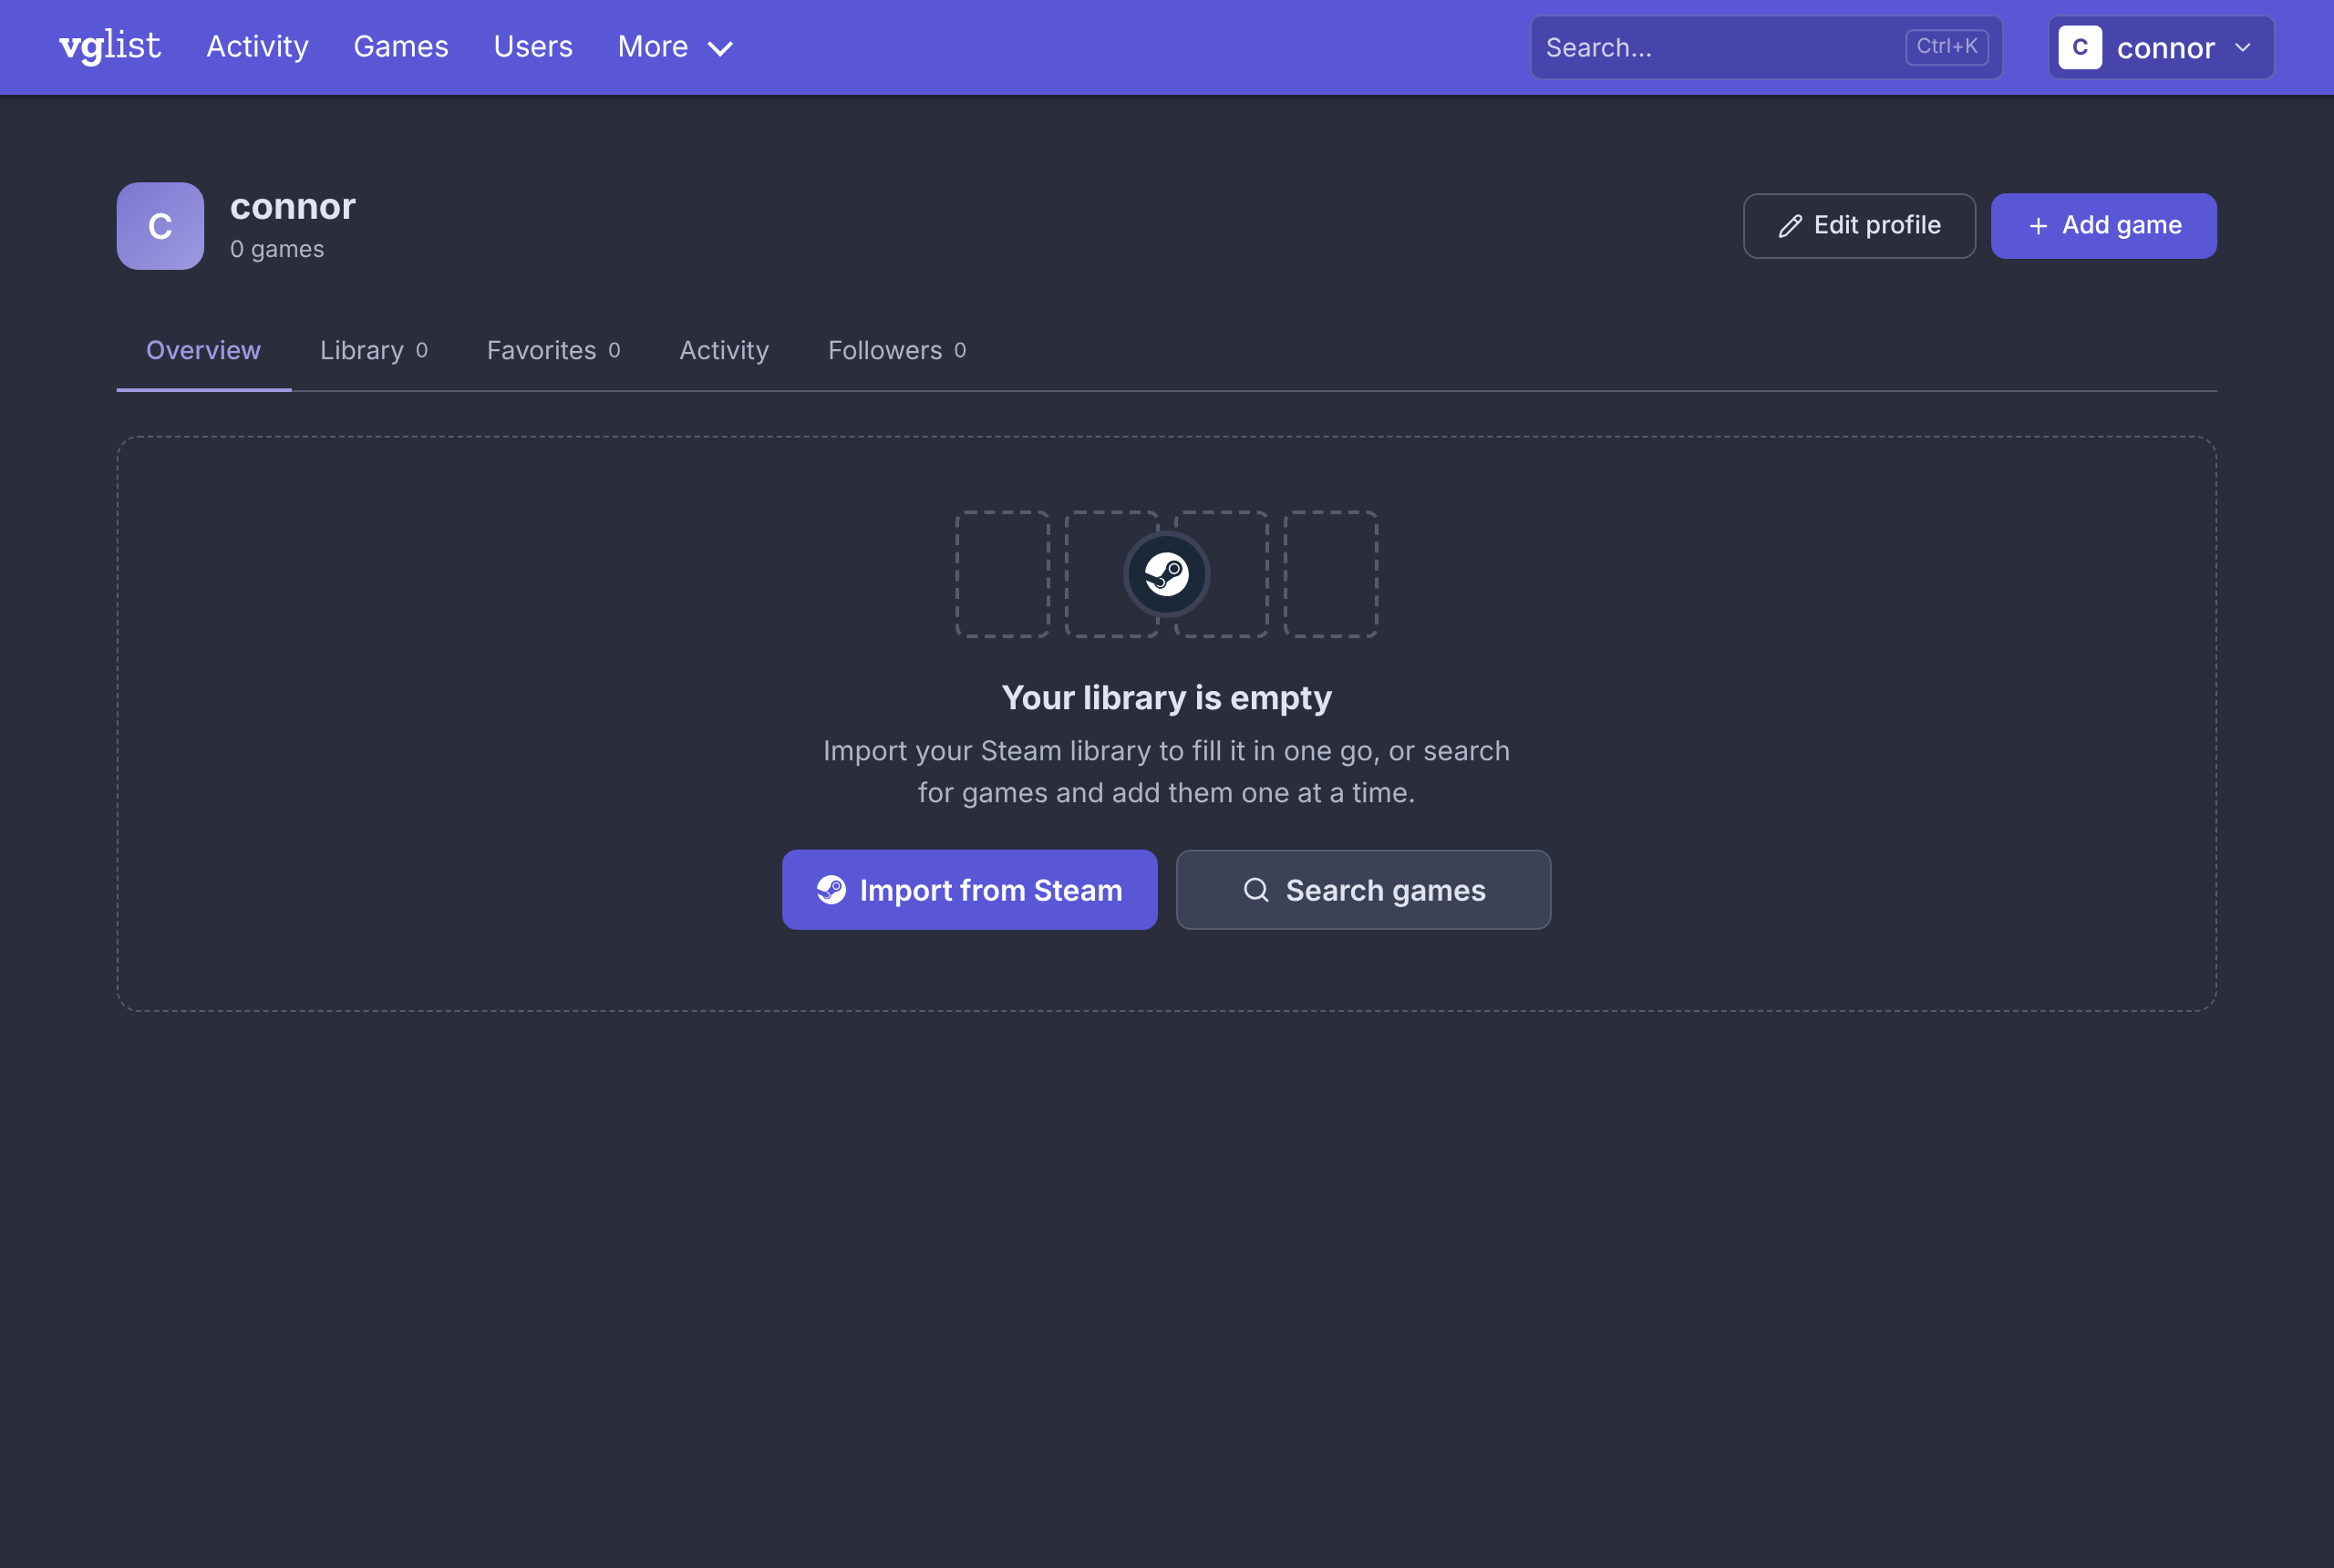 vglist Activity Games Users More Search... Ctrl+K C connor
C connor
0 games
Edit profile Add game
Overview Library 0 Favorites 0 Activity Followers 0
Your library is empty
Import your Steam library to fill it in one go, or search
for games and add them one at a time.
Import from Steam Search games